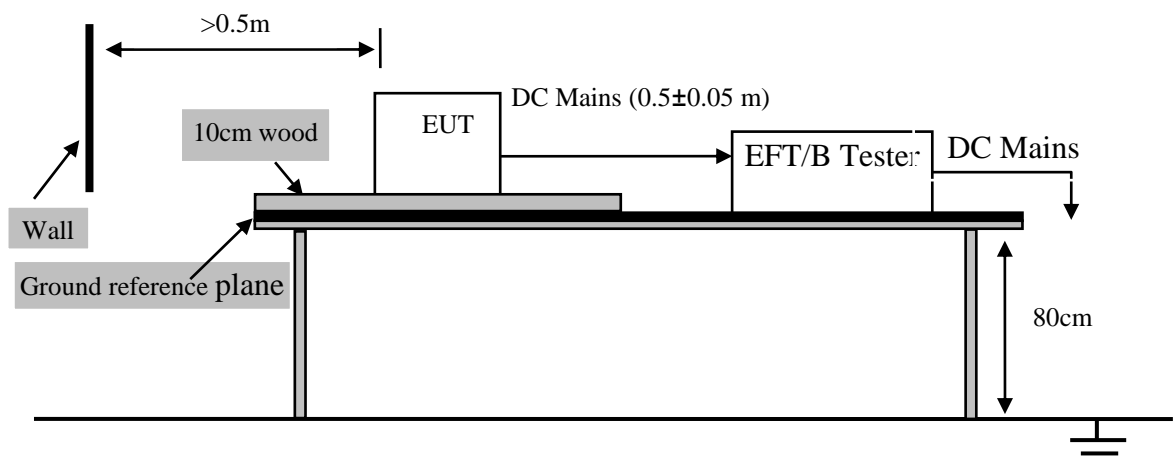 >0.5m
DC Mains (0.5±0.05 m)
10cm wood
EUT
EFT/B Tester
DC Mains
Wall
Ground reference plane
80cm